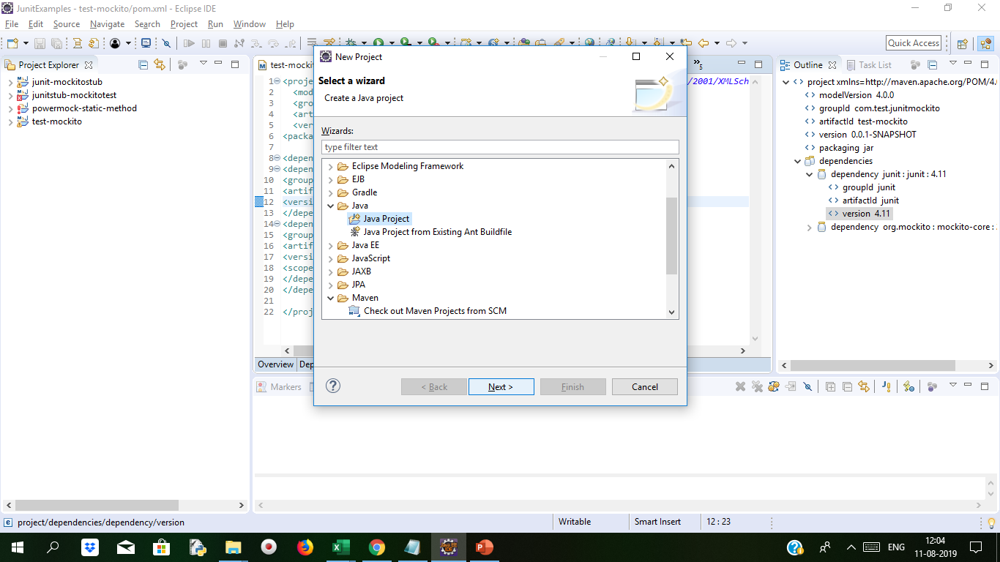 JunitExamples - test-mockito/pom.xml - Eclipse IDE
File Edit Source Navigate Search Project Run Window Help
Quick Access
Project Explorer
junit-mockitostub
junitstub-mockitotest
powermock-static-method
test-mockito
test-mocki
1 <proje
/2001/XMLSch
2 <mod
3 <gro
4 <art
5 <ver
6 <packa
7
8 <depen
9 <depen
10 <group
11 <artif
12 <versi
13 </depe
14 <depen
15 <group
16 <artif
17 <versi
18 <scope
19 </depe
20 </depe
21
22 </proj
Overview Dep
New Project
Select a wizard
Create a Java project
Wizards:
type filter text
Eclipse Modeling Framework
EJB
Gradle
Java
Java Project
Java Project from Existing Ant Buildfile
Java EE
JavaScript
JAXB
JPA
Maven
Check out Maven Projects from SCM
< Back Next > Finish Cancel
Outline Task List
project xmlns=http://maven.apache.org/POM/4.
modelVersion 4.0.0
groupId com.test.junitmockito
artifactId test-mockito
version 0.0.1-SNAPSHOT
packaging jar
dependencies
dependency junit : junit : 4.11
groupId junit
artifactId junit
version 4.11
dependency org.mockito : mockito-core :
Markers
project/dependencies/dependency/version
Writable Smart Insert 12 : 23
ENG
12:04
11-08-2019